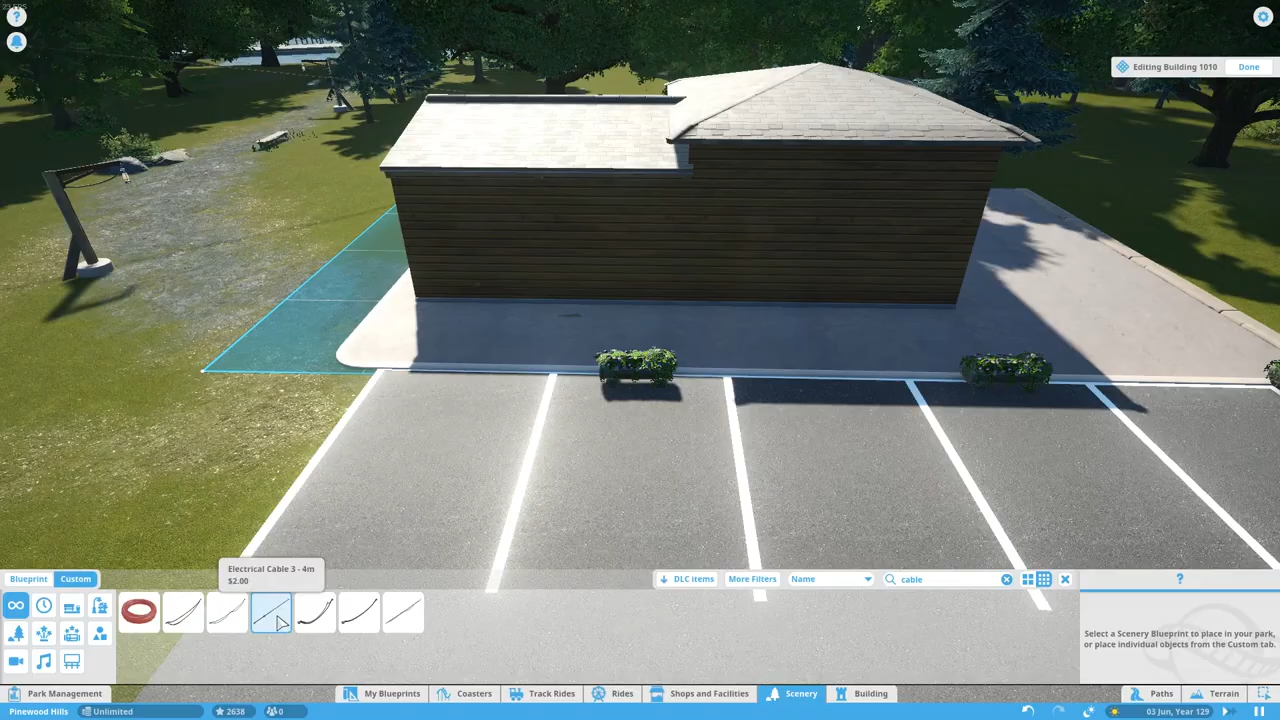 23 FPS
?
Editing Building 1010
Done
Electrical Cable 3 - 4m
$2.00
Blueprint
Custom
DLC items
More Filters
Name
cable
?
Select a Scenery Blueprint to place in your park,
or place individual objects from the Custom tab.
Park Management
My Blueprints
Coasters
Track Rides
Rides
Shops and Facilities
Scenery
Building
Paths
Terrain
Pinewood Hills
Unlimited
2638
0
03 Jun, Year 129